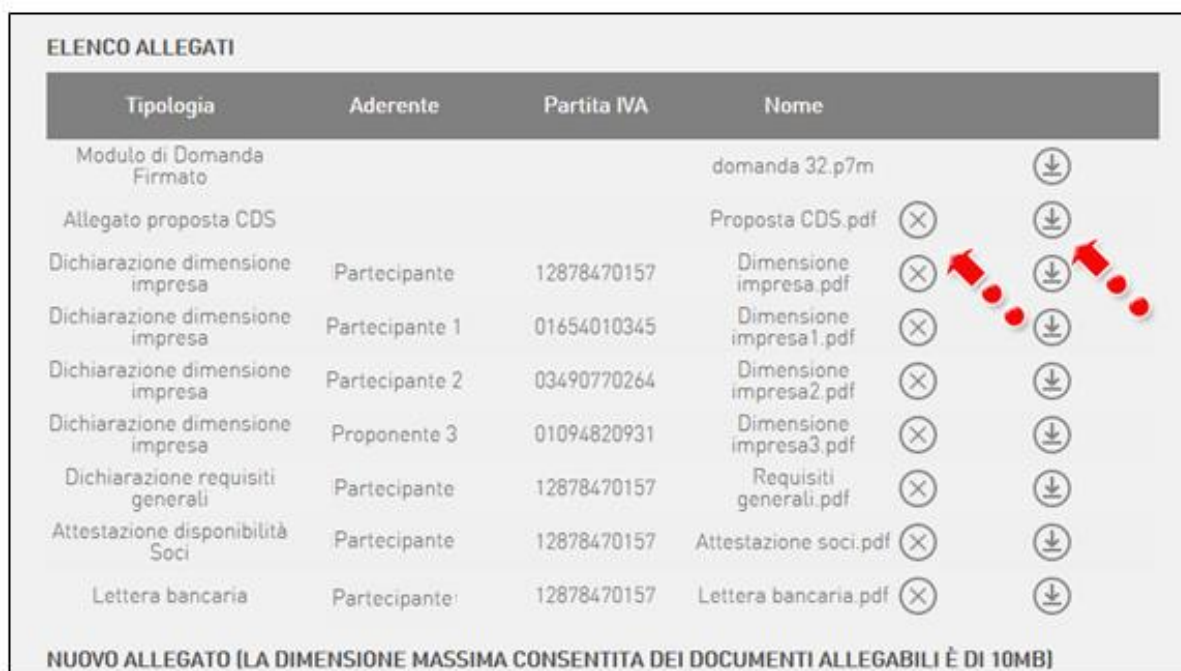 ELENCO ALLEGATI
Tipologia Aderente Partita IVA Nome
Modulo di Domanda
Firmato domanda 32.p7m
Allegato proposta CDS Proposta CDS.pdf
Dichiarazione dimensione
impresa Partecipante 12878470157 Dimensione
impresa.pdf
Dichiarazione dimensione
impresa Partecipante 1 01654010345 Dimensione
impresa1.pdf
Dichiarazione dimensione
impresa Partecipante 2 03490770264 Dimensione
impresa2.pdf
Dichiarazione dimensione
impresa Proponente 3 01094820931 Dimensione
impresa3.pdf
Dichiarazione requisiti
generali Partecipante 12878470157 Requisiti
generali.pdf
Attestazione disponibilità
Soci Partecipante 12878470157 Attestazione soci.pdf
Lettera bancaria Partecipante 12878470157 Lettera bancaria.pdf
NUOVO ALLEGATO (LA DIMENSIONE MASSIMA CONSENTITA DEI DOCUMENTI ALLEGABILI È DI 10MB)